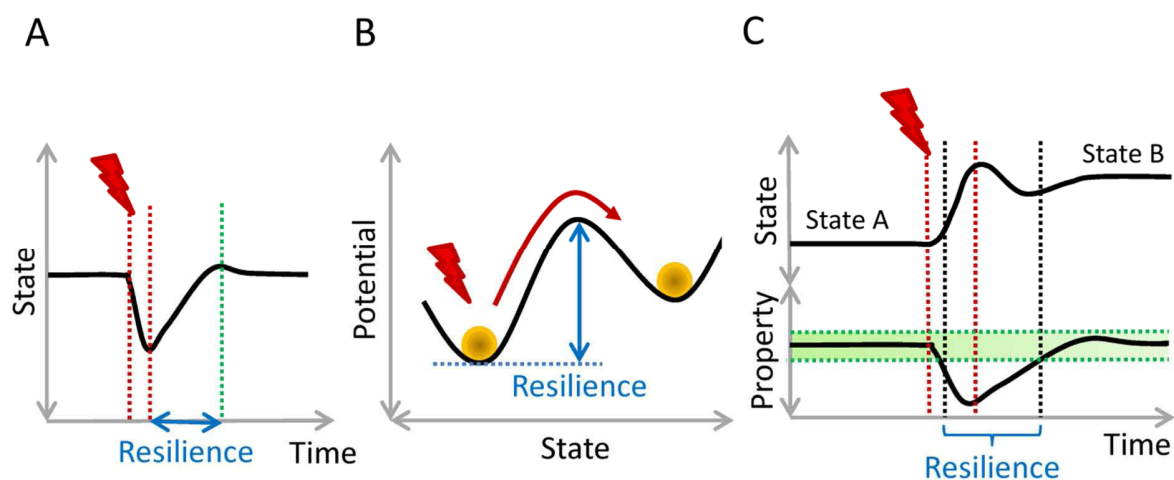 A
State
Resilience
Time
B
Potential
Resilience
State
C
State
State A
State B
Property
Time
Resilience